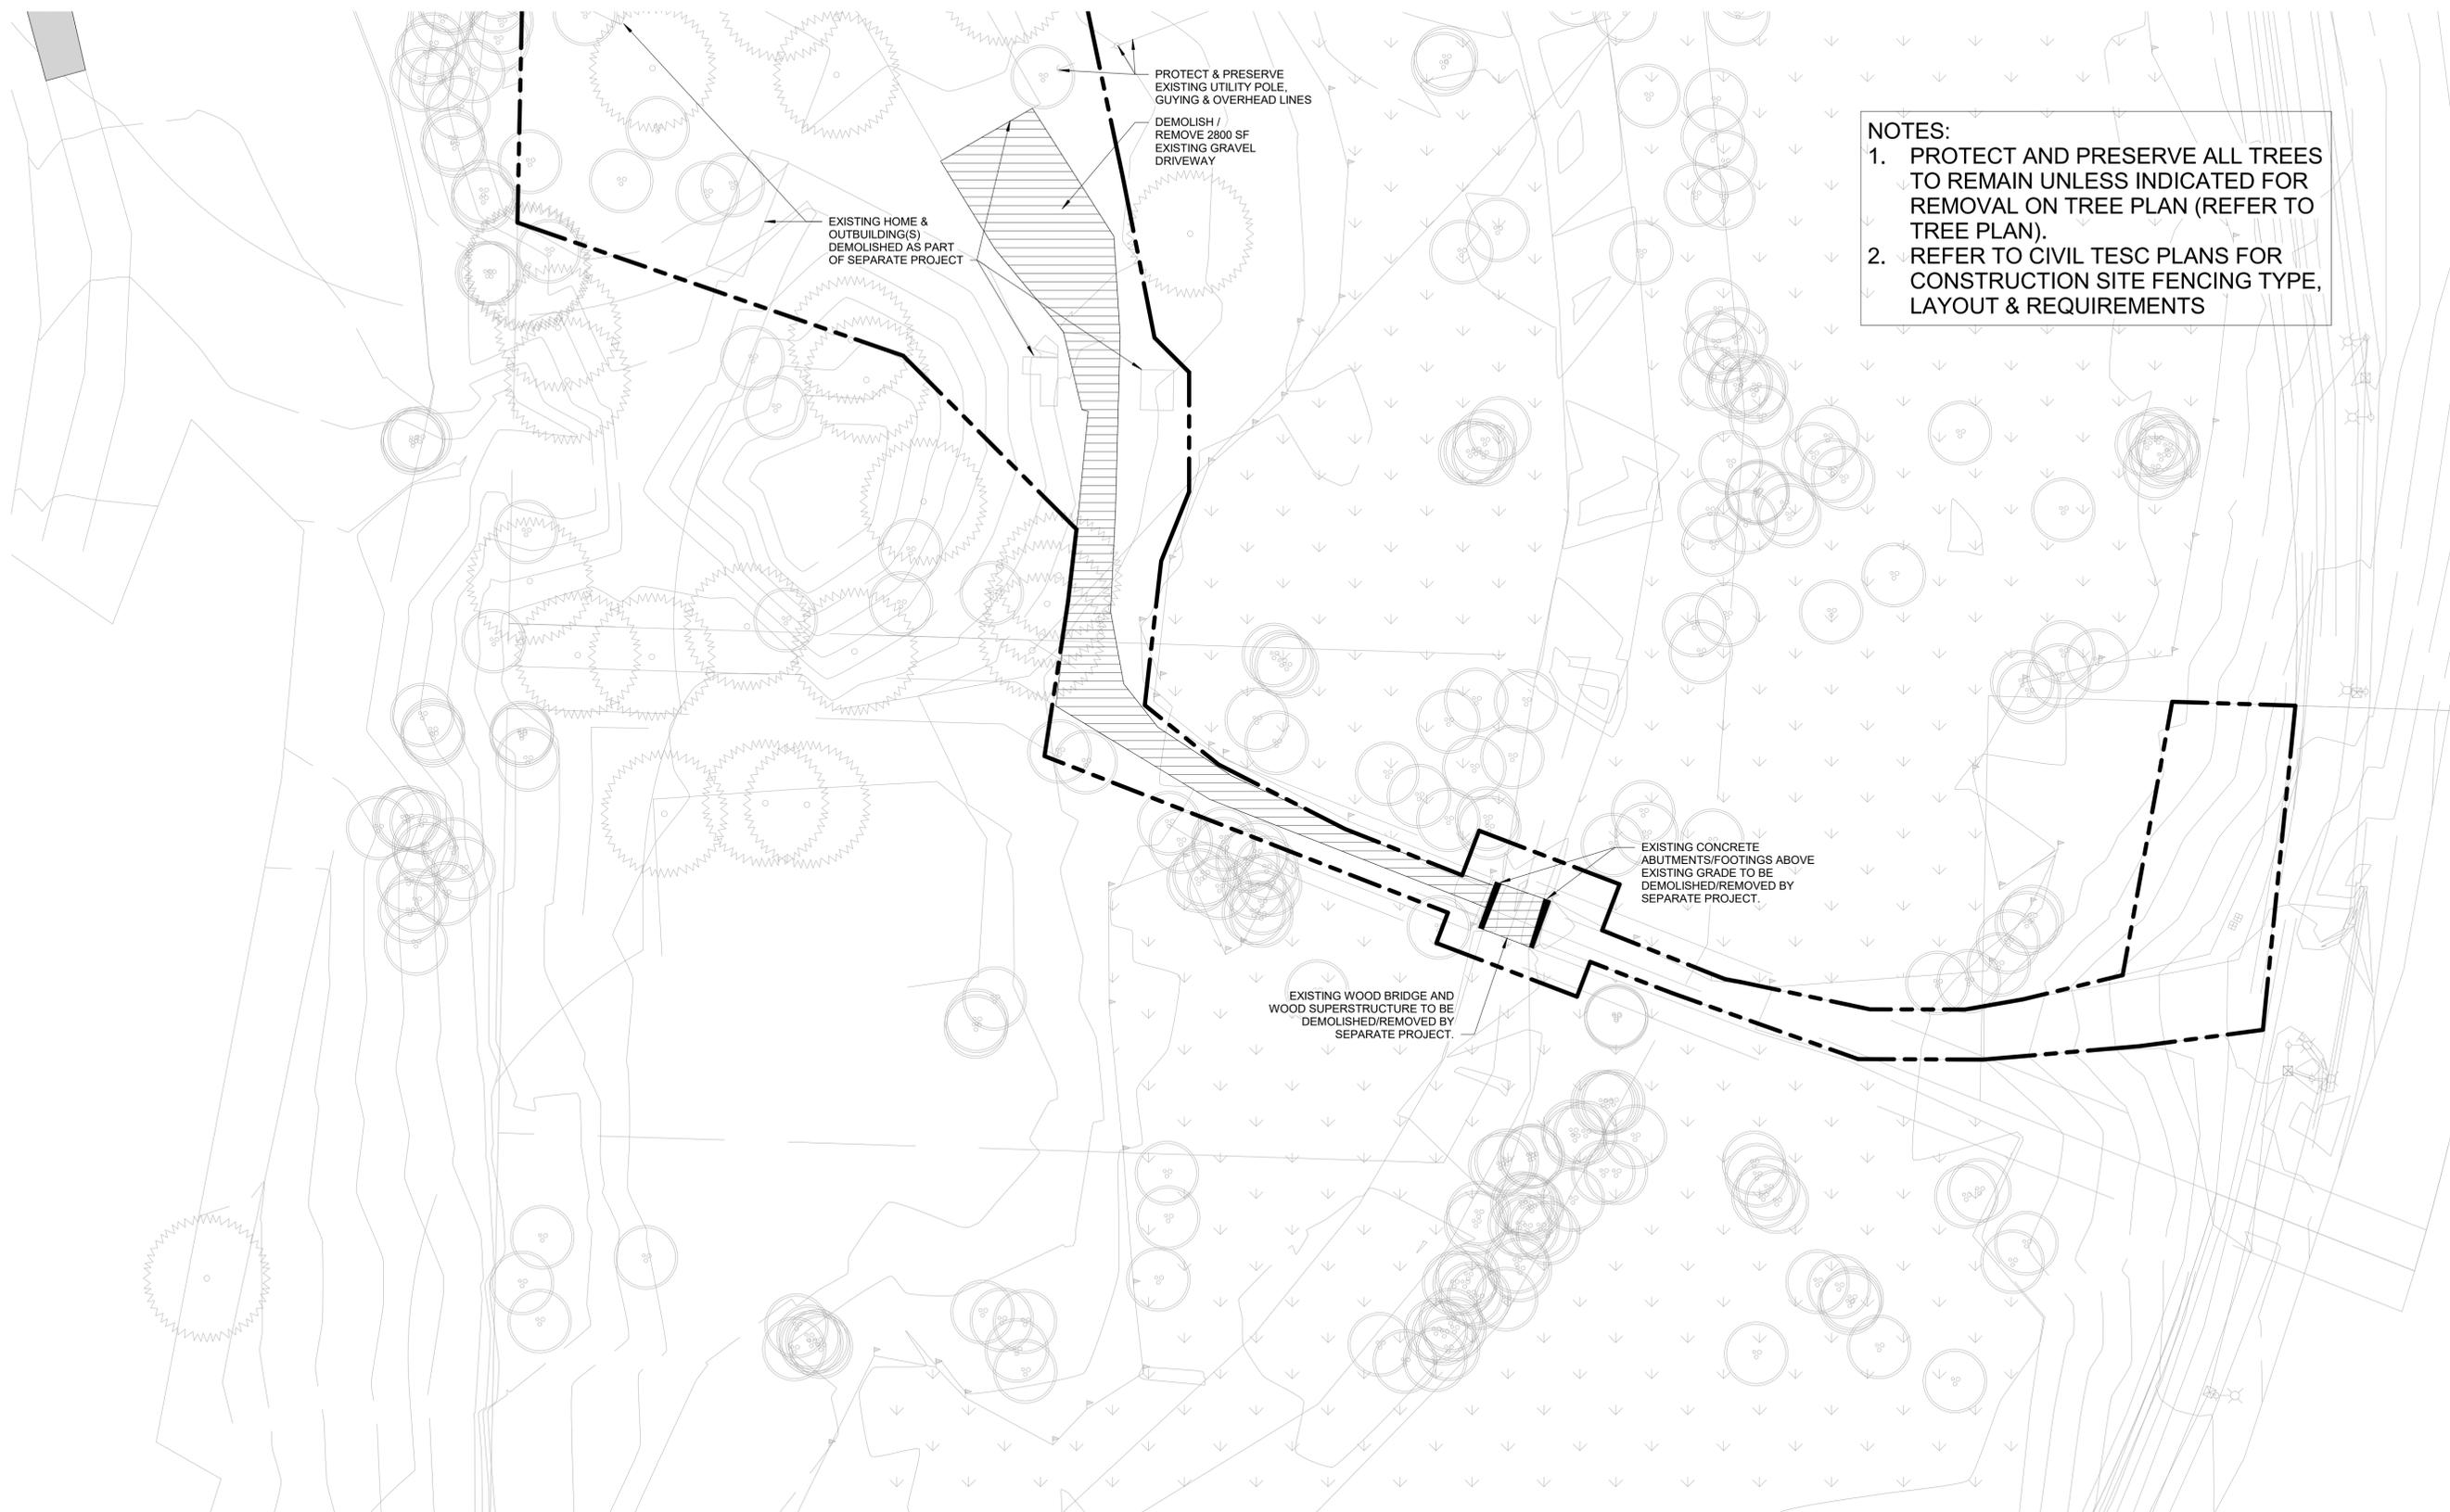 PROTECT & PRESERVE
EXISTING UTILITY POLE,
GUYING & OVERHEAD LINES
DEMOLISH /
REMOVE 2800 SF
EXISTING GRAVEL
DRIVEWAY
NOTES:
1. PROTECT AND PRESERVE ALL TREES
TO REMAIN UNLESS INDICATED FOR
REMOVAL ON TREE PLAN (REFER TO
TREE PLAN).
2. REFER TO CIVIL TESC PLANS FOR
CONSTRUCTION SITE FENCING TYPE,
LAYOUT & REQUIREMENTS
EXISTING HOME &
OUTBUILDING(S)
DEMOLISHED AS PART
OF SEPARATE PROJECT
EXISTING CONCRETE
ABUTMENTS/FOOTINGS ABOVE
EXISTING GRADE TO BE
DEMOLISHED/REMOVED BY
SEPARATE PROJECT.
EXISTING WOOD BRIDGE AND
WOOD SUPERSTRUCTURE TO BE
DEMOLISHED/REMOVED BY
SEPARATE PROJECT.